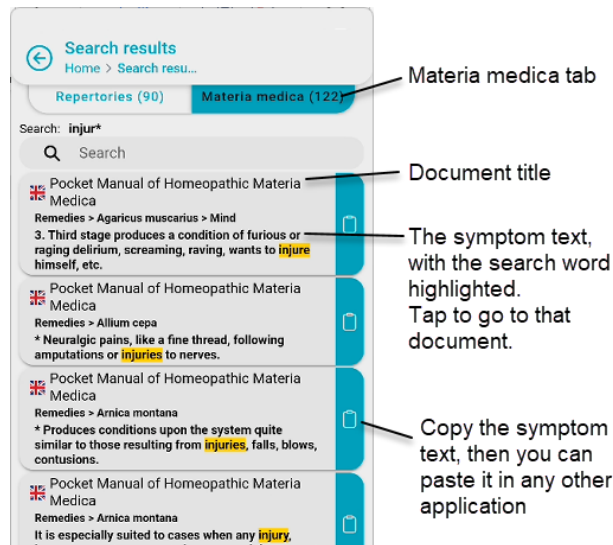 Search results
Home > Search resu...
Repertories (90)
Materia medica (122)
Search: injur*
Search
Pocket Manual of Homeopathic Materia
Medica
Remedies > Agaricus muscarius > Mind
3. Third stage produces a condition of furious or
raging delirium, screaming, raving, wants to injure
himself, etc.
Pocket Manual of Homeopathic Materia
Medica
Remedies > Allium cepa
* Neuralgic pains, like a fine thread, following
amputations or injuries to nerves.
Pocket Manual of Homeopathic Materia
Medica
Remedies > Arnica montana
* Produces conditions upon the system quite
similar to those resulting from injuries, falls, blows,
contusions.
Pocket Manual of Homeopathic Materia
Medica
Remedies > Arnica montana
It is especially suited to cases when any injury,
Materia medica tab
Document title
The symptom text,
with the search word
highlighted.
Tap to go to that
document.
Copy the symptom
text, then you can
paste it in any other
application